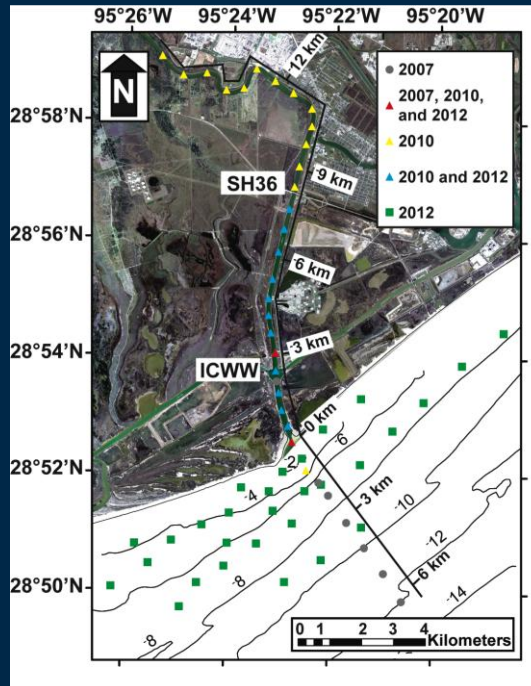 95°26'W 95°24'W 95°22'W 95°20'W
N
28°58'N
28°56'N
28°54'N
28°52'N
28°50'N
2007
2007, 2010,
and 2012
2010
2010 and 2012
2012
-12 km
-9 km
SH36
-6 km
-3 km
ICWW
0 km
-2
-6
-4
-3 km
-10
-8
-12
-6 km
-14
-8
0 1 2 3 4
Kilometers